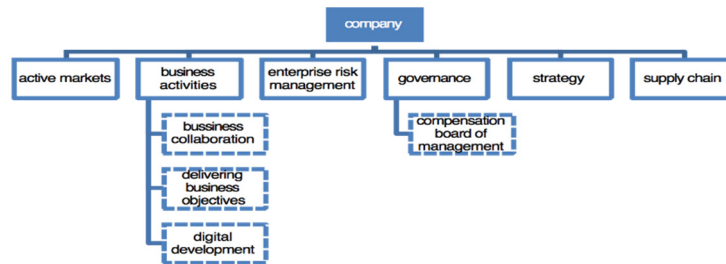 company
active markets
business
activities
enterprise risk
management
governance
strategy
supply chain
bussiness
collaboration
delivering
business
objectives
digital
development
compensation
board of
management